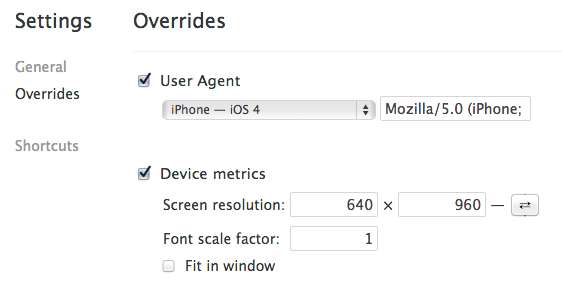 Settings
Overrides
General
Overrides
Shortcuts
User Agent
iPhone — iOS 4
Mozilla/5.0 (iPhone;
Device metrics
Screen resolution: 640 × 960 —
Font scale factor: 1
Fit in window